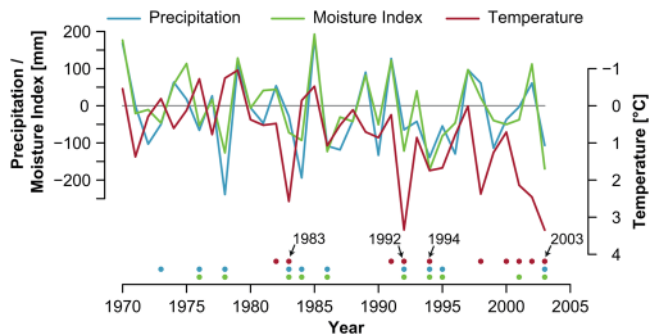 Precipitation Moisture Index Temperature
Precipitation /
Moisture Index [mm]
200
100
0
−100
−200
−1
0
1
2
3
4
Temperature [°C]
1983 1992 1994 2003
1970 1975 1980 1985 1990 1995 2000 2005
Year